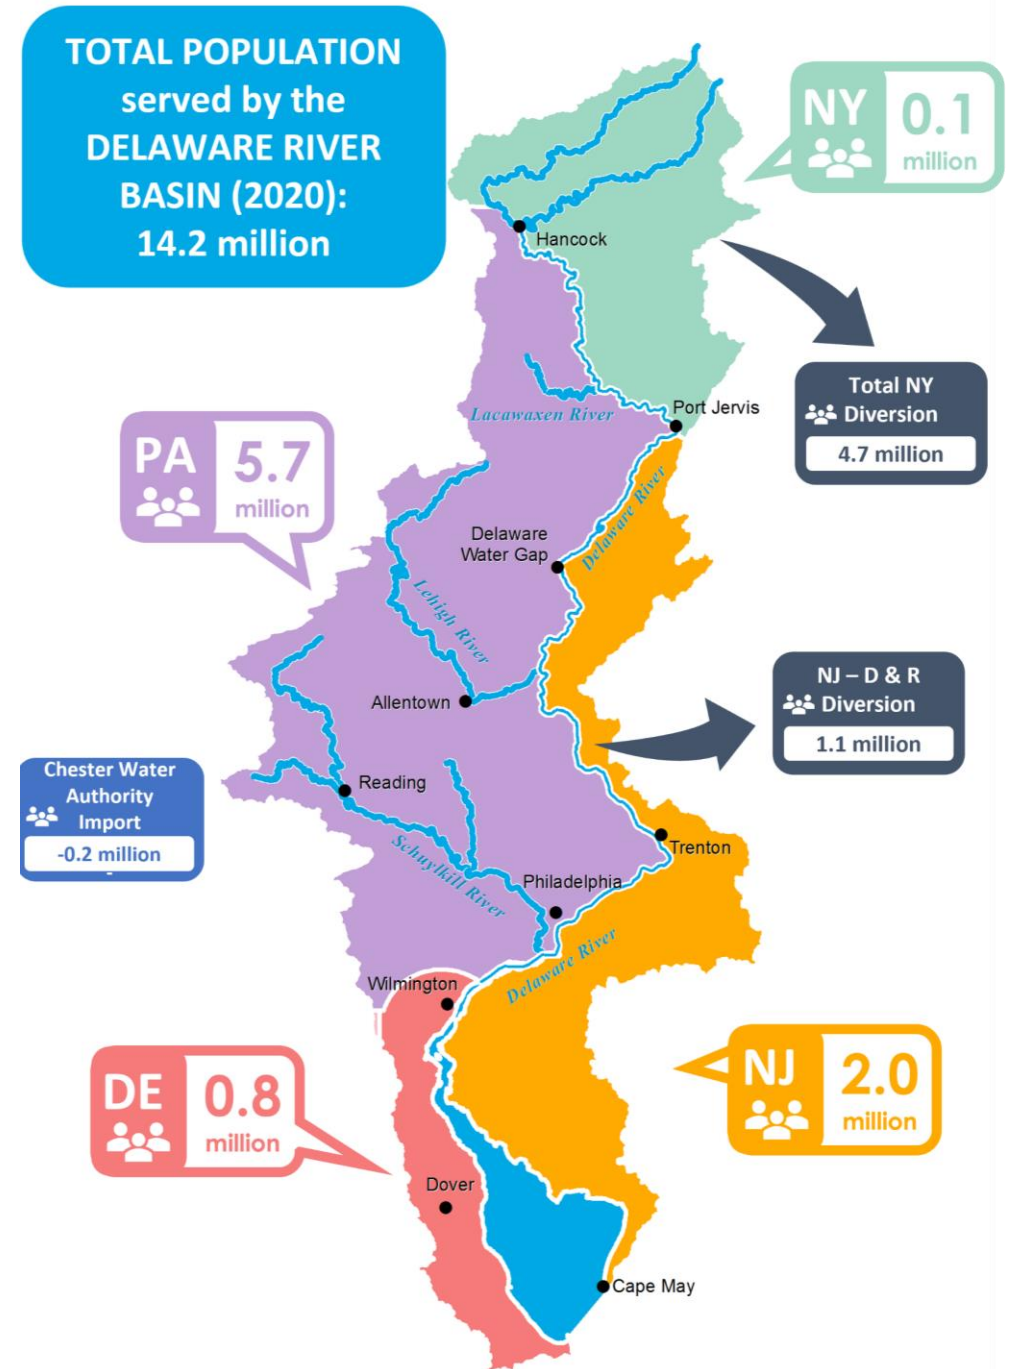 TOTAL POPULATION
served by the
DELAWARE RIVER
BASIN (2020):
14.2 million
NY
0.1
million
Hancock
Total NY
Diversion
4.7 million
Lacawaxen River
Port Jervis
PA
5.7
million
Delaware River
Delaware
Water Gap
Lehigh River
NJ – D & R
Diversion
1.1 million
Allentown
Chester Water
Authority
Import
-0.2 million
-
Reading
Trenton
Schuylkill River
Philadelphia
Delaware River
Wilmington
DE
0.8
million
NJ
2.0
million
Dover
Cape May